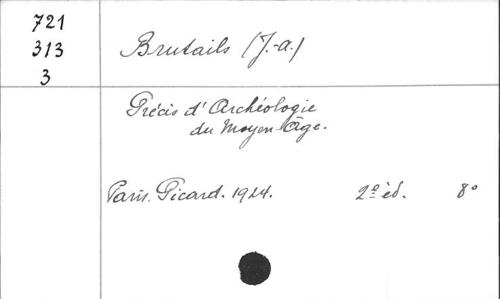 721
313
3
Brutails (J.-a.)
Précis d'Archéologie
du Moyen Âge.
Paris. Picard. 1924. 2e éd. 8°